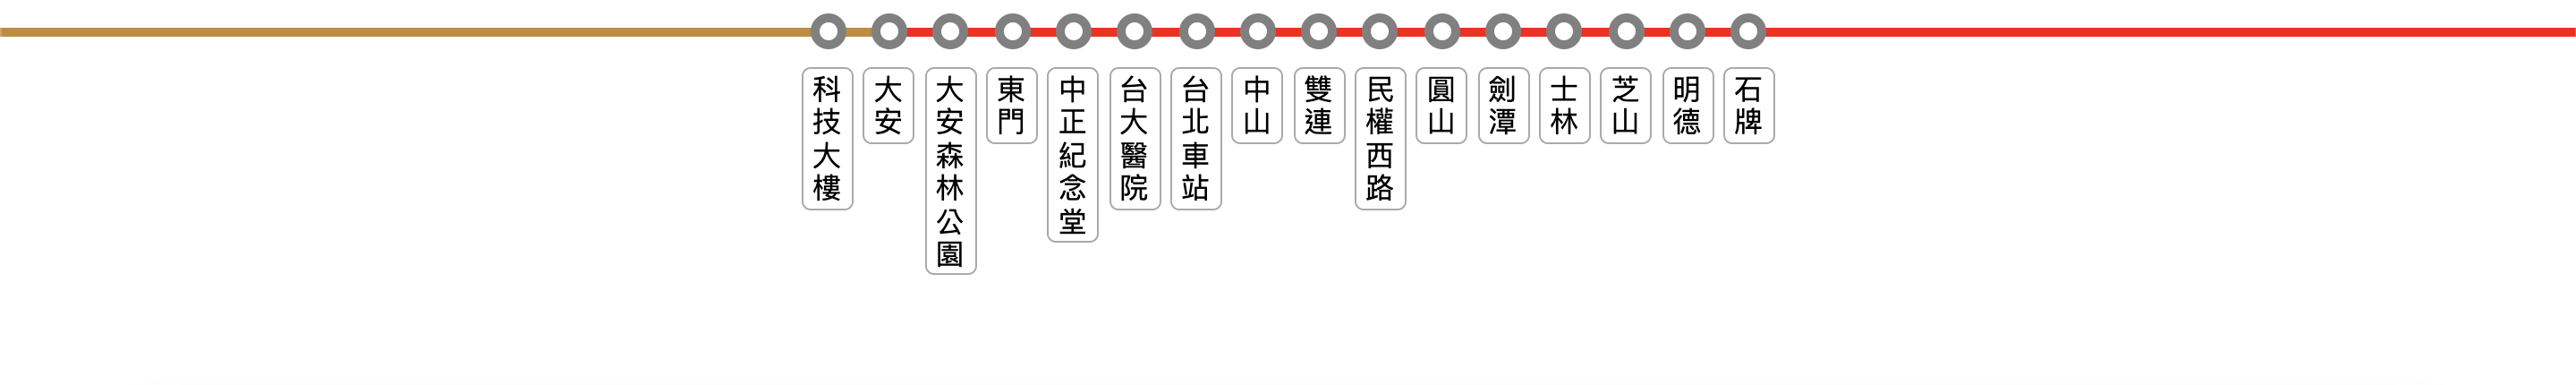 科技大樓
大安
大安森林公園
東門
中正紀念堂
台大醫院
台北車站
中山
雙連
民權西路
圓山
劍潭
士林
芝山
明德
石牌